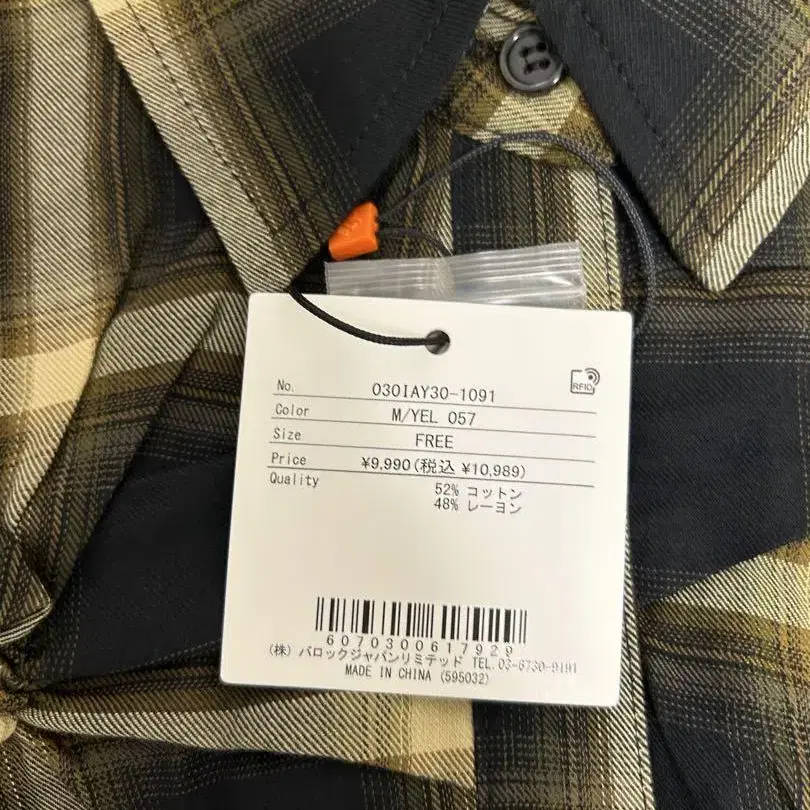 No. 030IAY30-1091
RFID
Color M/YEL 057
Size FREE
Price ¥9,990(税込 ¥10,989)
Quality 52% コットン
48% レーヨン
6070300617929
(株) バロックジャパンリミテッド TEL.03-6730-9191
MADE IN CHINA (595032)